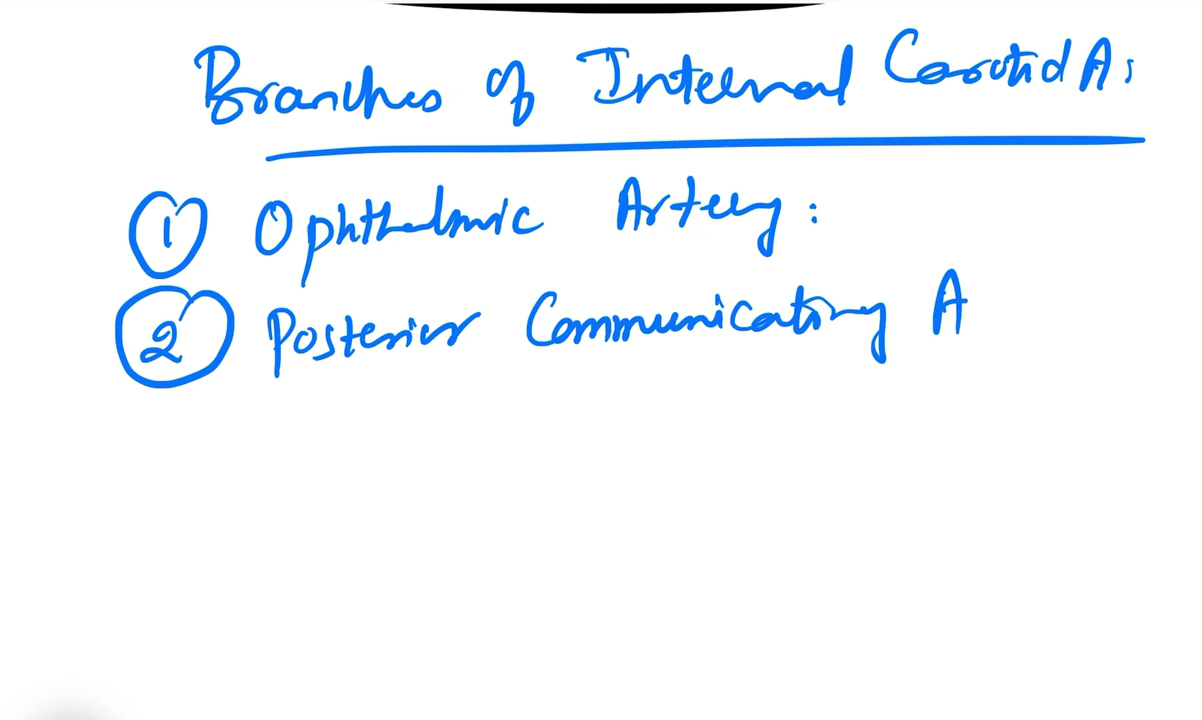 Branches of Internal Carotid A:
1 Ophthalmic Artery:
2 Posterior Communicating A